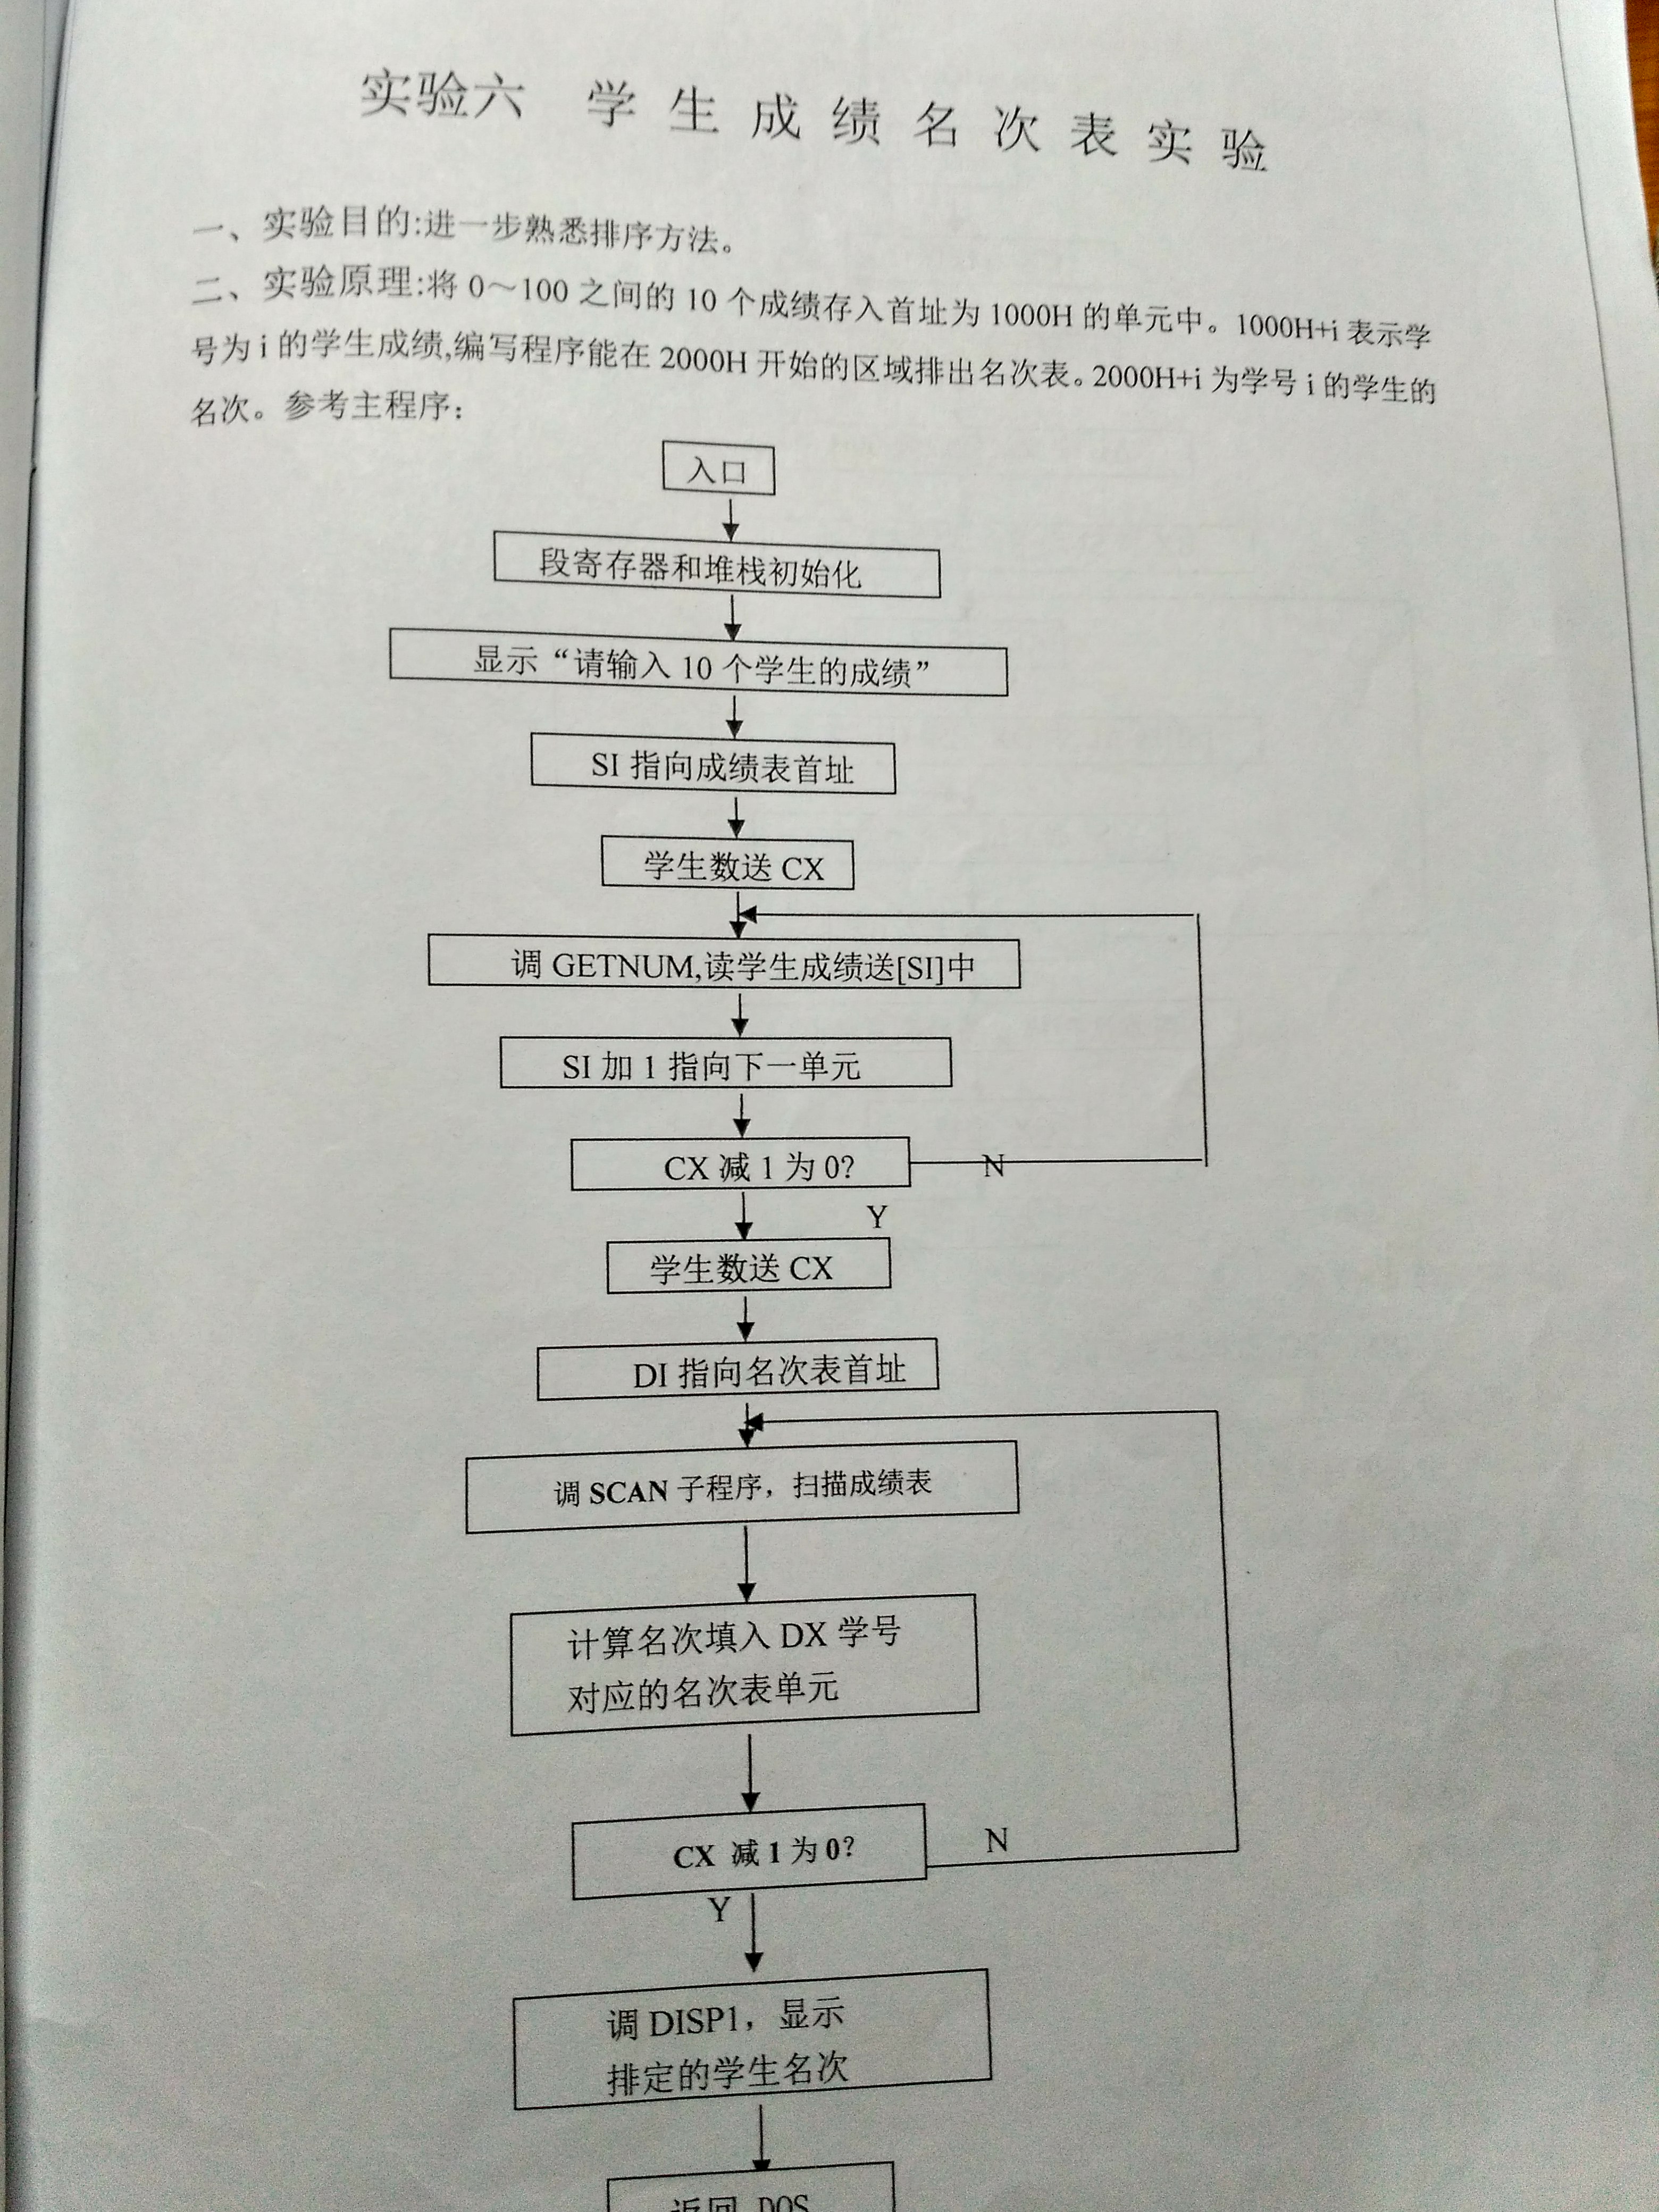 实验六 学生成绩名次表实验
一、实验目的:进一步熟悉排序方法。
二、实验原理:将 0～100 之间的 10 个成绩存入首址为 1000H 的单元中。1000H+i 表示学
号为 i 的学生成绩,编写程序能在 2000H 开始的区域排出名次表。2000H+i 为学号 i 的学生的
名次。参考主程序：
入口
段寄存器和堆栈初始化
显示“请输入 10 个学生的成绩”
SI 指向成绩表首址
学生数送 CX
调 GETNUM,读学生成绩送[SI]中
SI 加 1 指向下一单元
CX 减 1 为 0?
N
Y
学生数送 CX
DI 指向名次表首址
调 SCAN 子程序，扫描成绩表
计算名次填入 DX 学号
对应的名次表单元
CX 减 1 为 0?
N
Y
调 DISP1，显示
排定的学生名次
返回 DOS